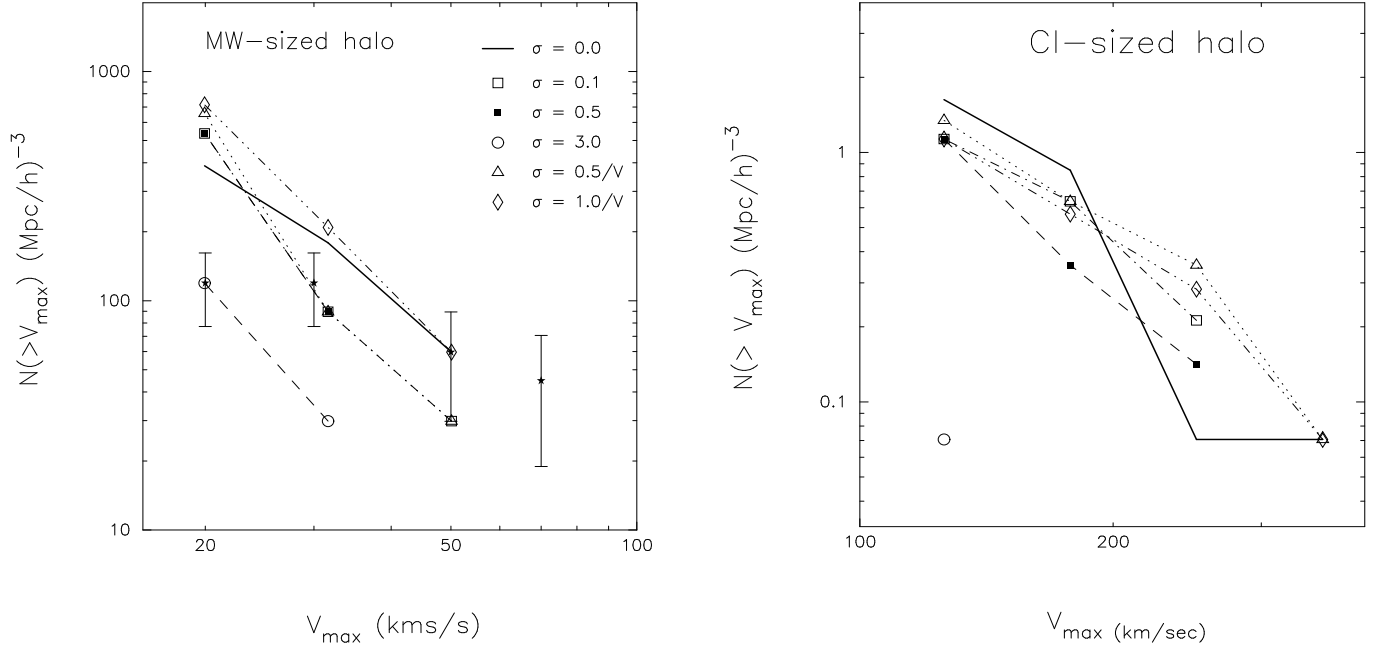 MW-sized halo
σ = 0.0
σ = 0.1
σ = 0.5
σ = 3.0
σ = 0.5/V
σ = 1.0/V
1000
100
10
20
50
100
N(>Vmax) (Mpc/h)−3
Vmax (kms/s)
Cl-sized halo
1
0.1
100
200
N(> Vmax) (Mpc/h)−3
Vmax (km/sec)